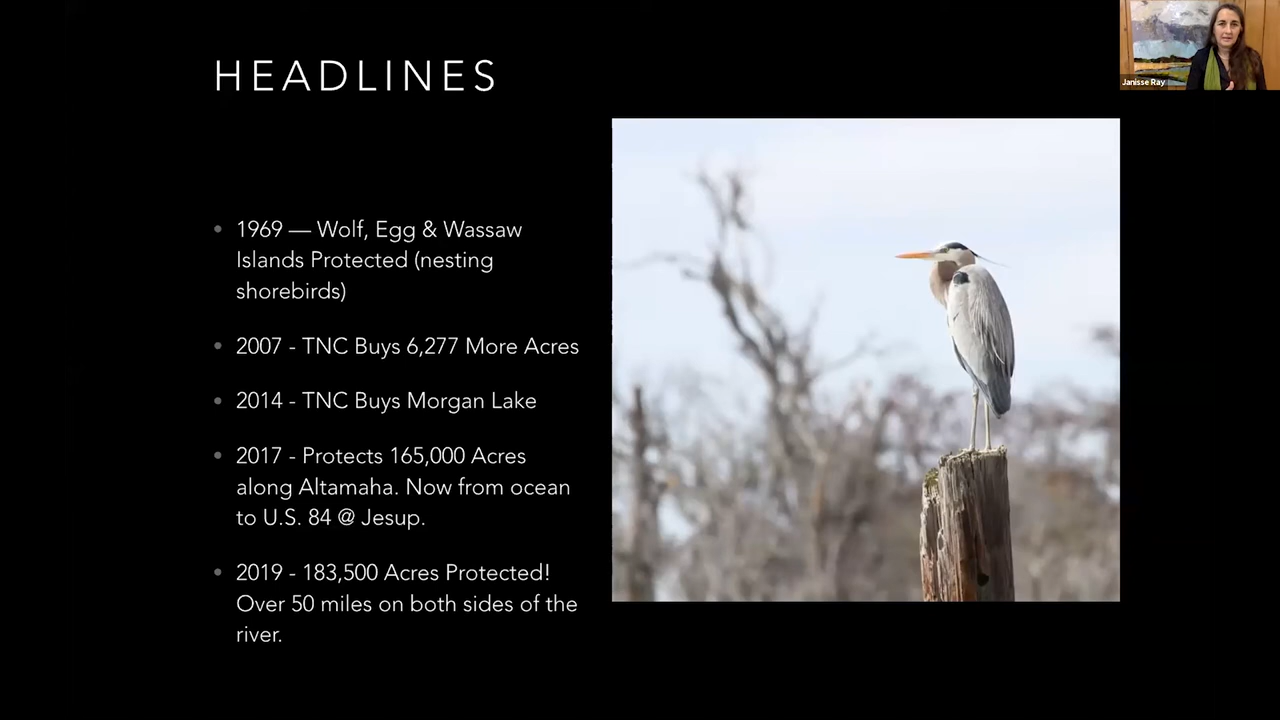 HEADLINES
Janisse Ray
• 1969 — Wolf, Egg & Wassaw
Islands Protected (nesting
shorebirds)
• 2007 - TNC Buys 6,277 More Acres
• 2014 - TNC Buys Morgan Lake
• 2017 - Protects 165,000 Acres
along Altamaha. Now from ocean
to U.S. 84 @ Jesup.
• 2019 - 183,500 Acres Protected!
Over 50 miles on both sides of the
river.